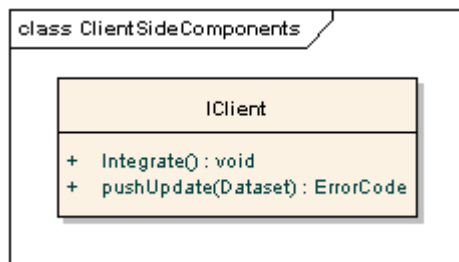 class ClientSideComponents
IClient
+ Integrate() : void
+ pushUpdate(Dataset) : ErrorCode